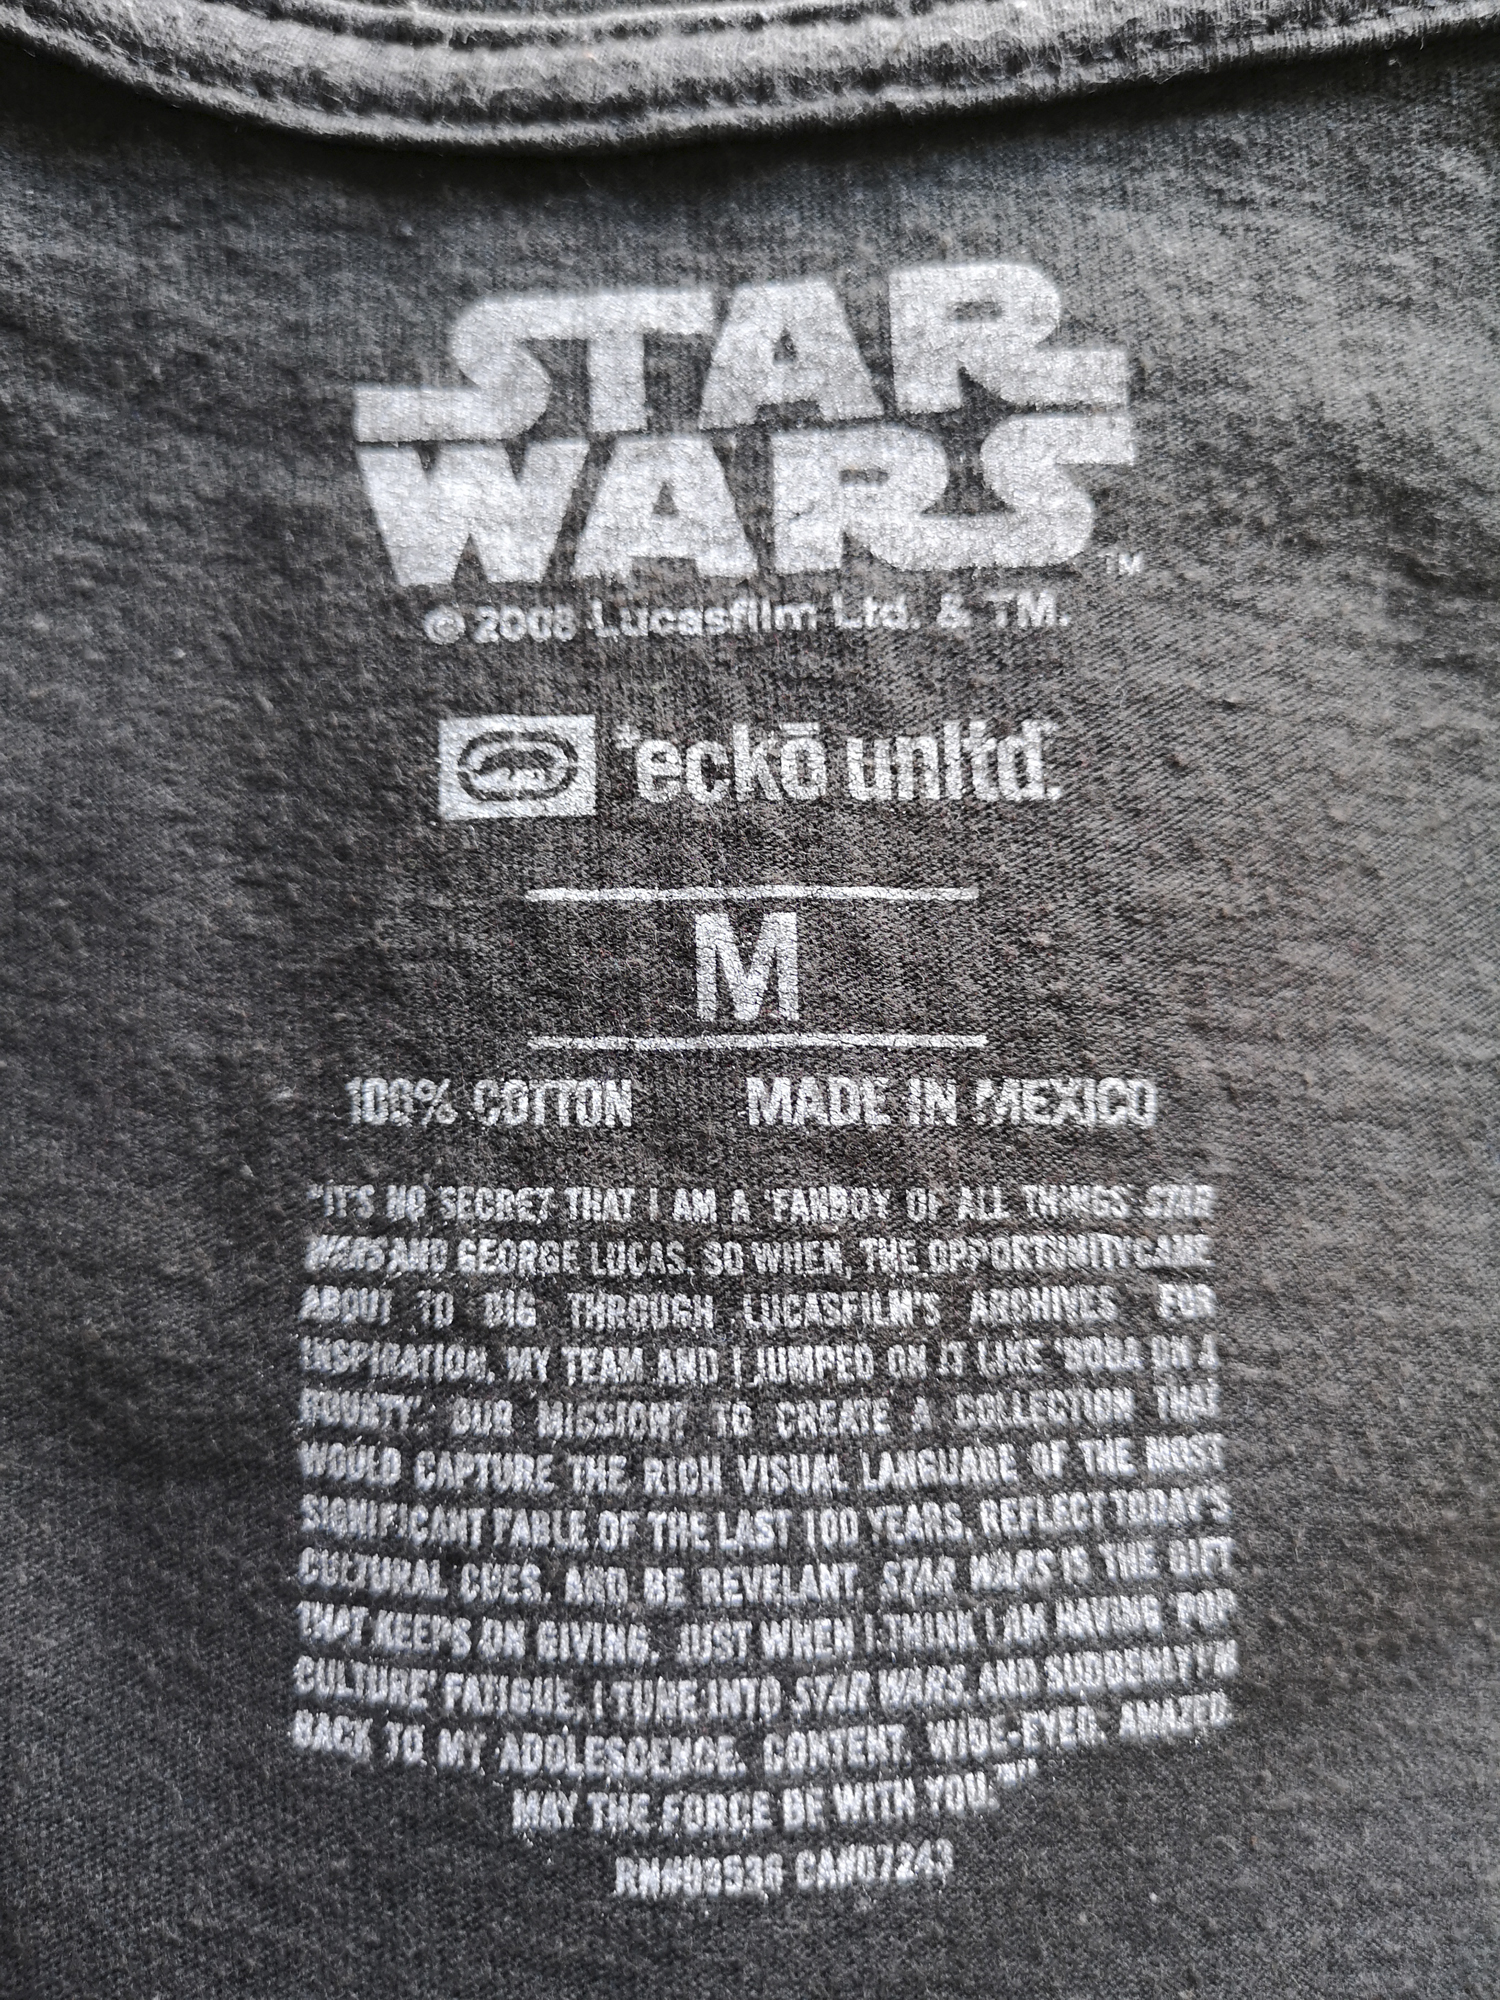 STAR
WARS
TM
© 2008 Lucasfilm Ltd. & TM.
*eckō unltd.
M
100% COTTON MADE IN MEXICO
"IT'S NO SECRET THAT I AM A 'FANBOY' OF ALL THINGS STAR
WARS AND GEORGE LUCAS. SO WHEN, THE OPPORTUNITY CAME
ABOUT TO DIG THROUGH LUCASFILM'S ARCHIVES FOR
INSPIRATION, MY TEAM AND I JUMPED ON IT LIKE 'BOBA ON A
BOUNTY'. OUR MISSION? TO CREATE A COLLECTION THAT
WOULD CAPTURE THE RICH VISUAL LANGUAGE OF THE MOST
SIGNIFICANT FABLE OF THE LAST 100 YEARS, REFLECT TODAY'S
CULTURAL CUES, AND BE REVELANT. STAR WARS IS THE GIFT
THAT KEEPS ON GIVING. JUST WHEN I THINK I AM HAVING POP
CULTURE FATIGUE, I TUNE INTO STAR WARS AND SUDDENLY I'M
BACK TO MY ADOLESCENCE. CONTENT. WIDE-EYED. AMAZED.
MAY THE FORCE BE WITH YOU."
RN#98536 CA#07243